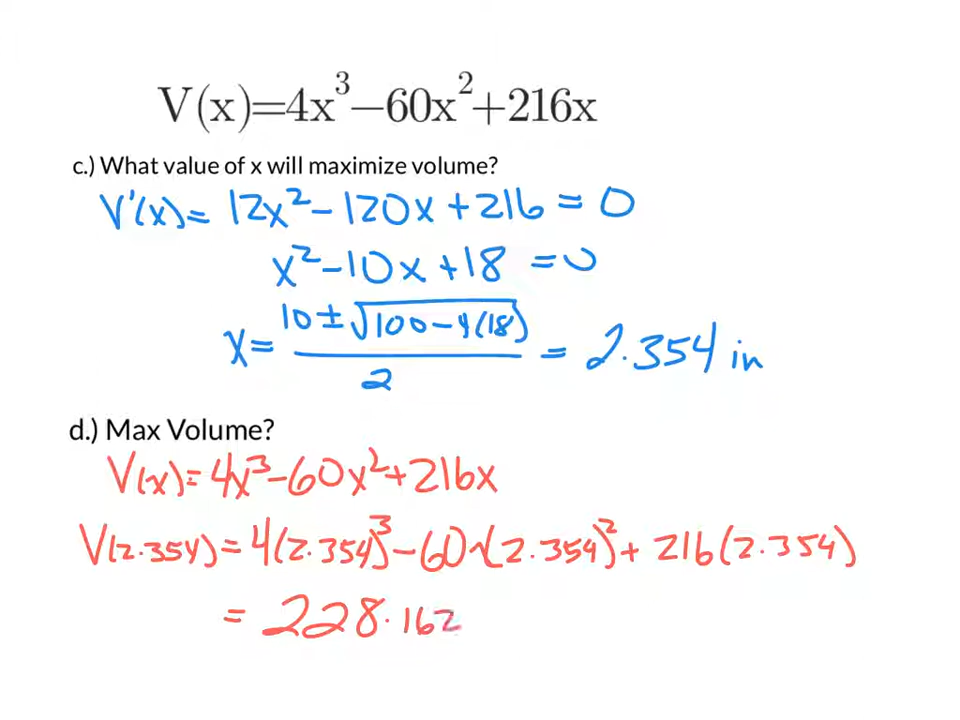 V(x)=4x³−60x²+216x
c.) What value of x will maximize volume?
V'(x)= 12x² - 120x + 216 = 0
x² - 10x + 18 = 0
x = 10 ± √100 - 4(18) / 2 = 2.354 in
d.) Max Volume?
V(x)= 4x³ - 60x² + 216x
V(2.354) = 4(2.354)³ - 60(2.354)² + 216(2.354)
= 228.162